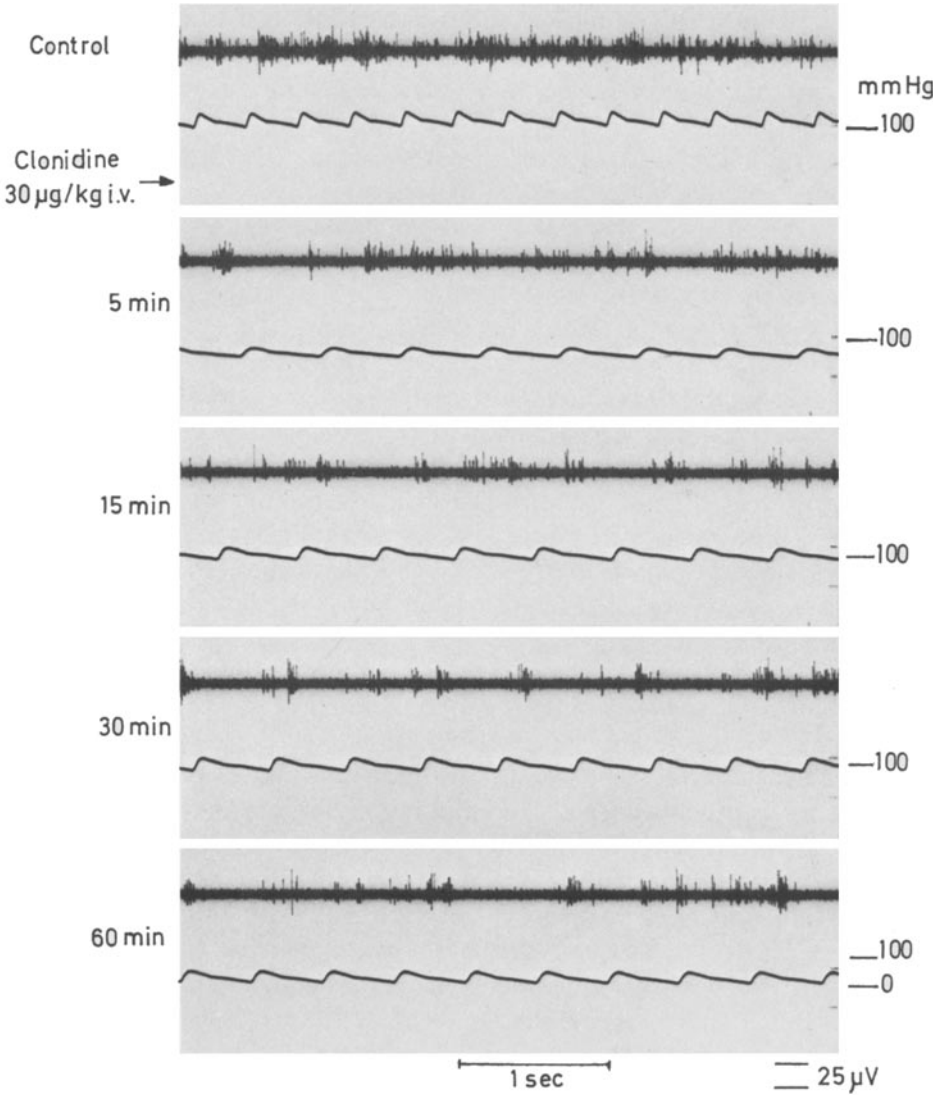 Control
mmHg
100
Clonidine
30 µg/kg i.v.
5 min
100
15 min
100
30 min
100
60 min
100
0
1 sec
25 µV